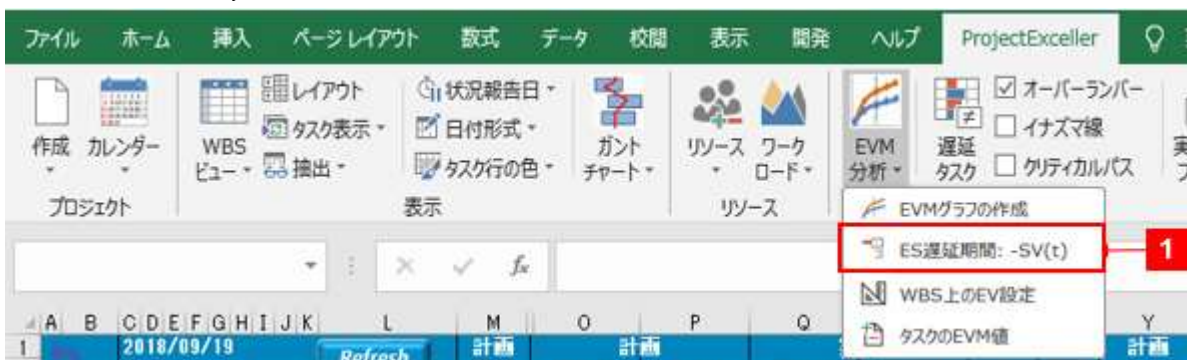 ファイル ホーム 挿入 ページ レイアウト 数式 データ 校閲 表示 開発 ヘルプ ProjectExceller
作成 カレンダー WBS ビュー レイアウト タスク表示 抽出 状況報告日 日付形式 タスク行の色 ガント チャート リソース ワーク ロード EVM 分析 遅延 タスク オーバーランバー イナズマ線 クリティカルパス
プロジェクト 表示 リソース
EVMグラフの作成
ES遅延期間: -SV(t)
1
WBS上のEV設定
タスクのEVM値
fx
A B C D E F G H I J K L M O P Q Y
1 2018/09/19 Refresh 計画 計画 計画